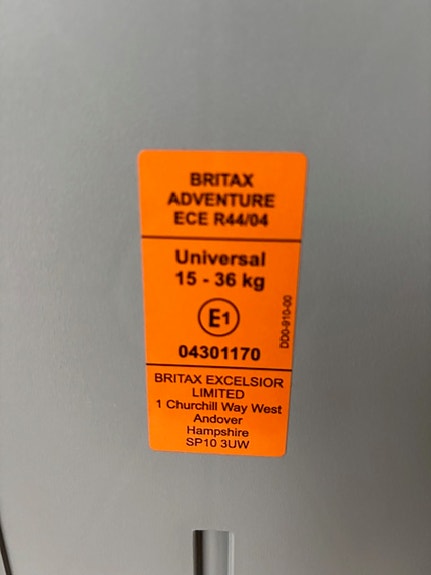 BRITAX
ADVENTURE
ECE R44/04
Universal
15 - 36 kg
E1
04301170
DD0-910-00
BRITAX EXCELSIOR
LIMITED
1 Churchill Way West
Andover
Hampshire
SP10 3UW